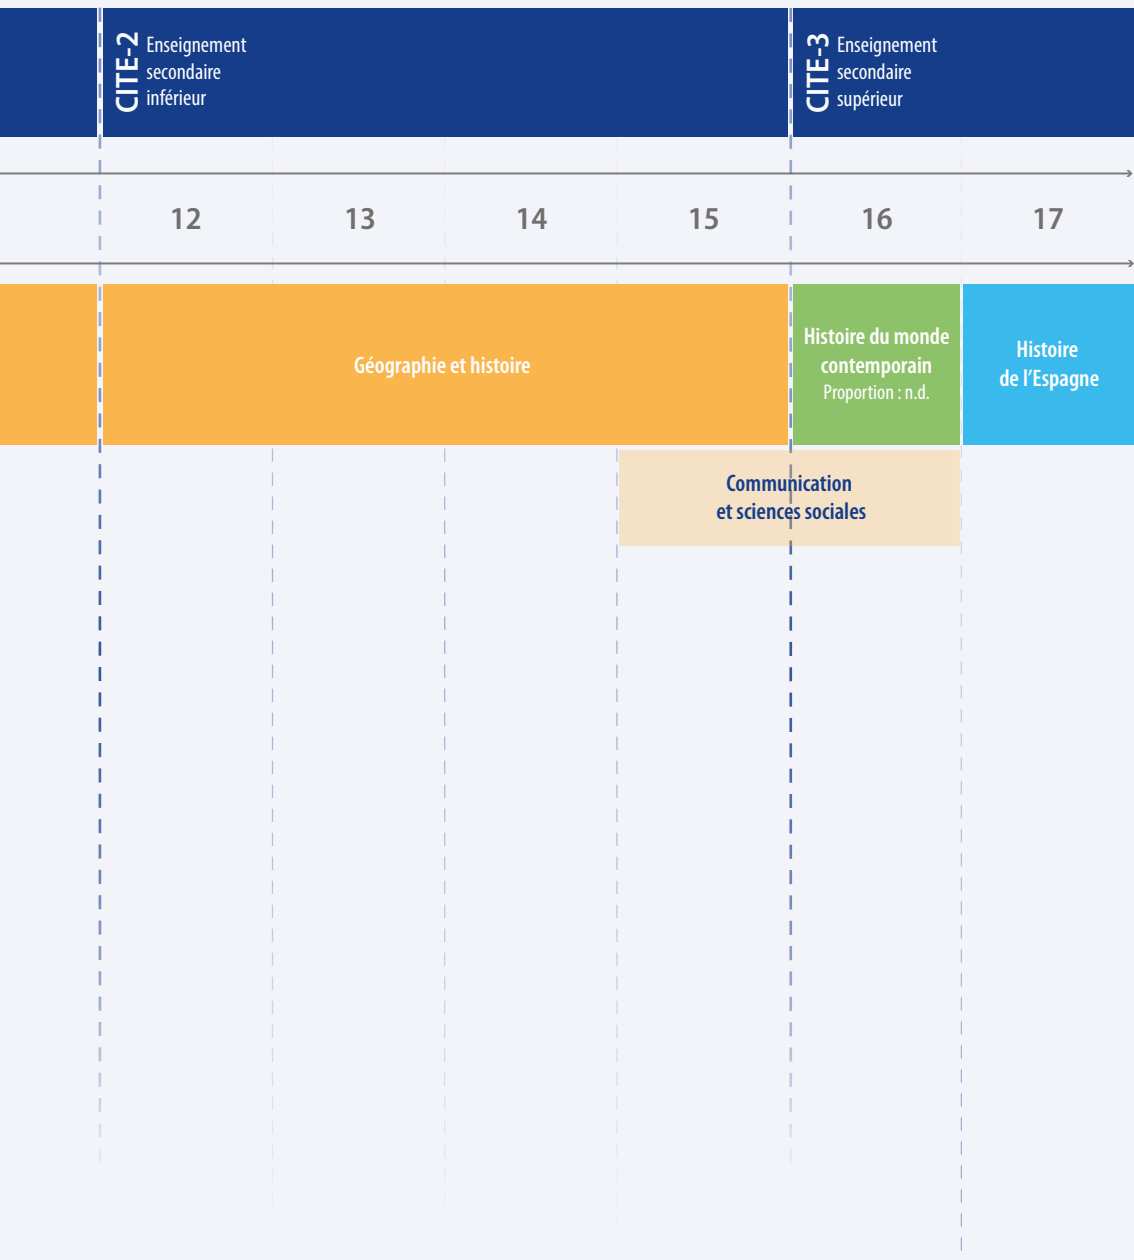 CITE-2
Enseignement
secondaire
inférieur
CITE-3
Enseignement
secondaire
supérieur
12 13 14 15 16 17
Géographie et histoire
Histoire du monde
contemporain
Proportion : n.d.
Histoire
de l’Espagne
Communication
et sciences sociales